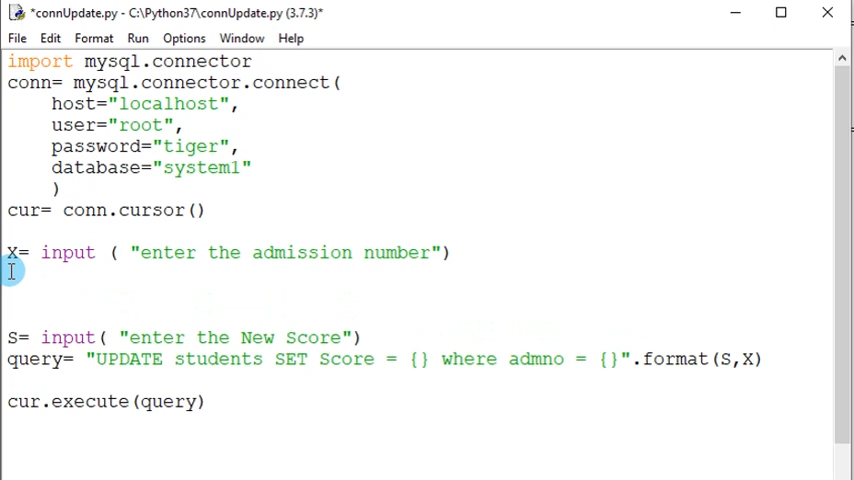 *connUpdate.py - C:\Python37\connUpdate.py (3.7.3)*
File Edit Format Run Options Window Help
import mysql.connector
conn= mysql.connector.connect(
    host="localhost",
    user="root",
    password="tiger",
    database="system1"
    )
cur= conn.cursor()
X= input ( "enter the admission number")
S= input( "enter the New Score")
query= "UPDATE students SET Score = {} where admno = {}".format(S,X)
cur.execute(query)